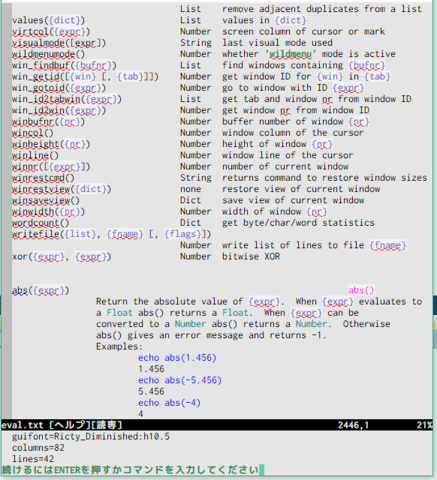 List remove adjacent duplicates from a list
values({dict}) List values in {dict}
virtcol({expr}) Number screen column of cursor or mark
visualmode([expr]) String last visual mode used
wildmenumode() Number whether 'wildmenu' mode is active
win_findbuf({bufnr}) List find windows containing {bufnr}
win_getid([{win} [, {tab}]]) Number get window ID for {win} in {tab}
win_gotoid({expr}) Number go to window with ID {expr}
win_id2tabwin({expr}) List get tab and window nr from window ID
win_id2win({expr}) Number get window nr from window ID
winbufnr({nr}) Number buffer number of window {nr}
wincol() Number window column of the cursor
winheight({nr}) Number height of window {nr}
winline() Number window line of the cursor
winnr([{expr}]) Number number of current window
winrestcmd() String returns command to restore window sizes
winrestview({dict}) none restore view of current window
winsaveview() Dict save view of current window
winwidth({nr}) Number width of window {nr}
wordcount() Dict get byte/char/word statistics
writefile({list}, {fname} [, {flags}])
Number write list of lines to file {fname}
xor({expr}, {expr}) Number bitwise XOR
abs({expr}) abs()
Return the absolute value of {expr}. When {expr} evaluates to
a Float abs() returns a Float. When {expr} can be
converted to a Number abs() returns a Number. Otherwise
abs() gives an error message and returns -1.
Examples:
echo abs(1.456)
1.456
echo abs(-5.456)
5.456
echo abs(-4)
4
eval.txt [ヘルプ][読専] 2446,1 21%
guifont=Ricty_Diminished:h10.5
columns=82
lines=42
続けるにはENTERを押すかコマンドを入力してください